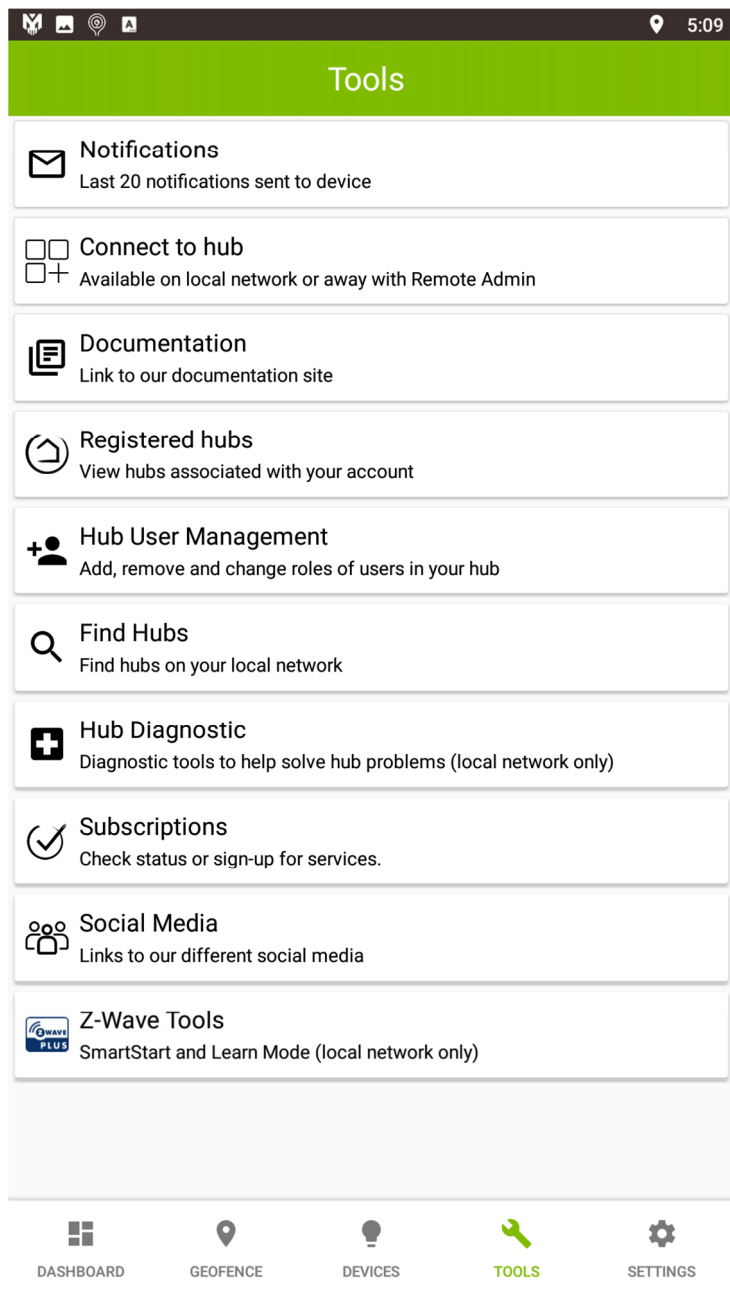 5:09
Tools
Notifications
Last 20 notifications sent to device
Connect to hub
Available on local network or away with Remote Admin
Documentation
Link to our documentation site
Registered hubs
View hubs associated with your account
Hub User Management
Add, remove and change roles of users in your hub
Find Hubs
Find hubs on your local network
Hub Diagnostic
Diagnostic tools to help solve hub problems (local network only)
Subscriptions
Check status or sign-up for services.
Social Media
Links to our different social media
Z-Wave Tools
Z WAVE
PLUS
SmartStart and Learn Mode (local network only)
DASHBOARD
GEOFENCE
DEVICES
TOOLS
SETTINGS